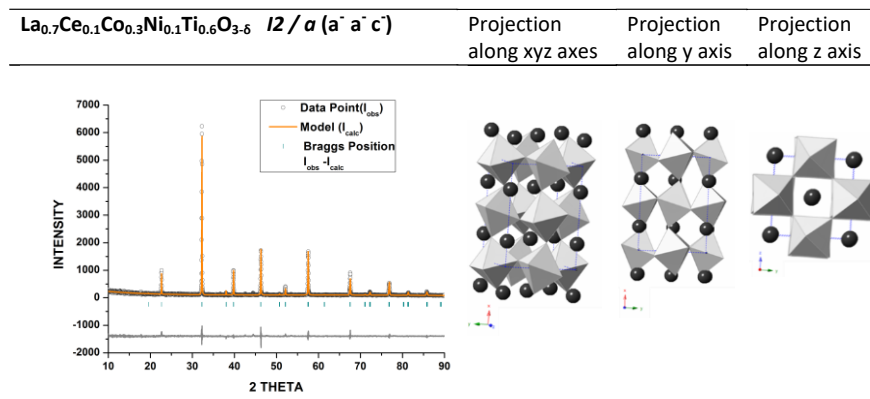 La0.7Ce0.1Co0.3Ni0.1Ti0.6O3-δ I2 / a (a- a- c-) Projection along xyz axes Projection along y axis Projection along z axis
7000
6000
5000
4000
3000
2000
1000
0
-1000
-2000
INTENSITY
Data Point(Iobs)
Model (Icalc)
Braggs Position
Iobs -Icalc
10 20 30 40 50 60 70 80 90
2 THETA